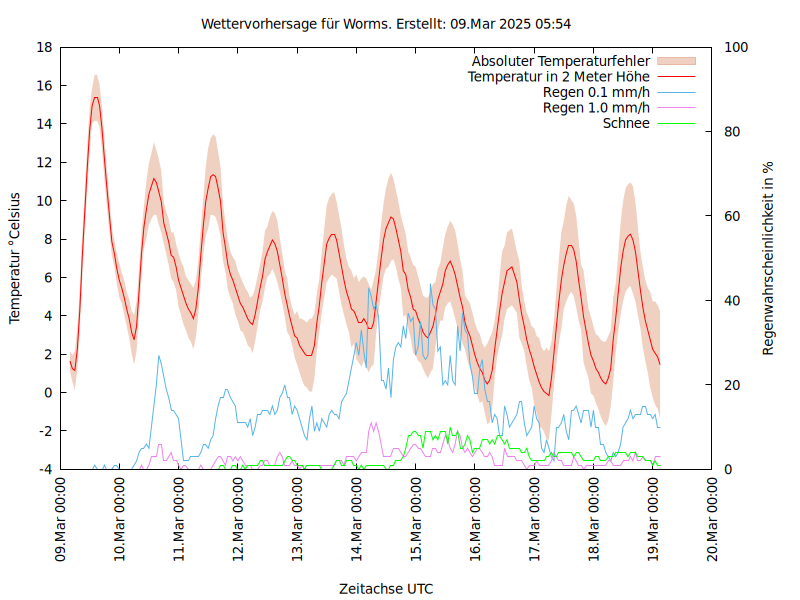 Wettervorhersage für Worms. Erstellt: 09.Mar 2025 05:54
Absoluter Temperaturfehler
Temperatur in 2 Meter Höhe
Regen 0.1 mm/h
Regen 1.0 mm/h
Schnee
Temperatur °Celsius
18
16
14
12
10
8
6
4
2
0
-2
-4
100
80
60
40
20
0
Regenwahrscheinlichkeit in %
09.Mar 00:00
10.Mar 00:00
11.Mar 00:00
12.Mar 00:00
13.Mar 00:00
14.Mar 00:00
15.Mar 00:00
16.Mar 00:00
17.Mar 00:00
18.Mar 00:00
19.Mar 00:00
20.Mar 00:00
Zeitachse UTC